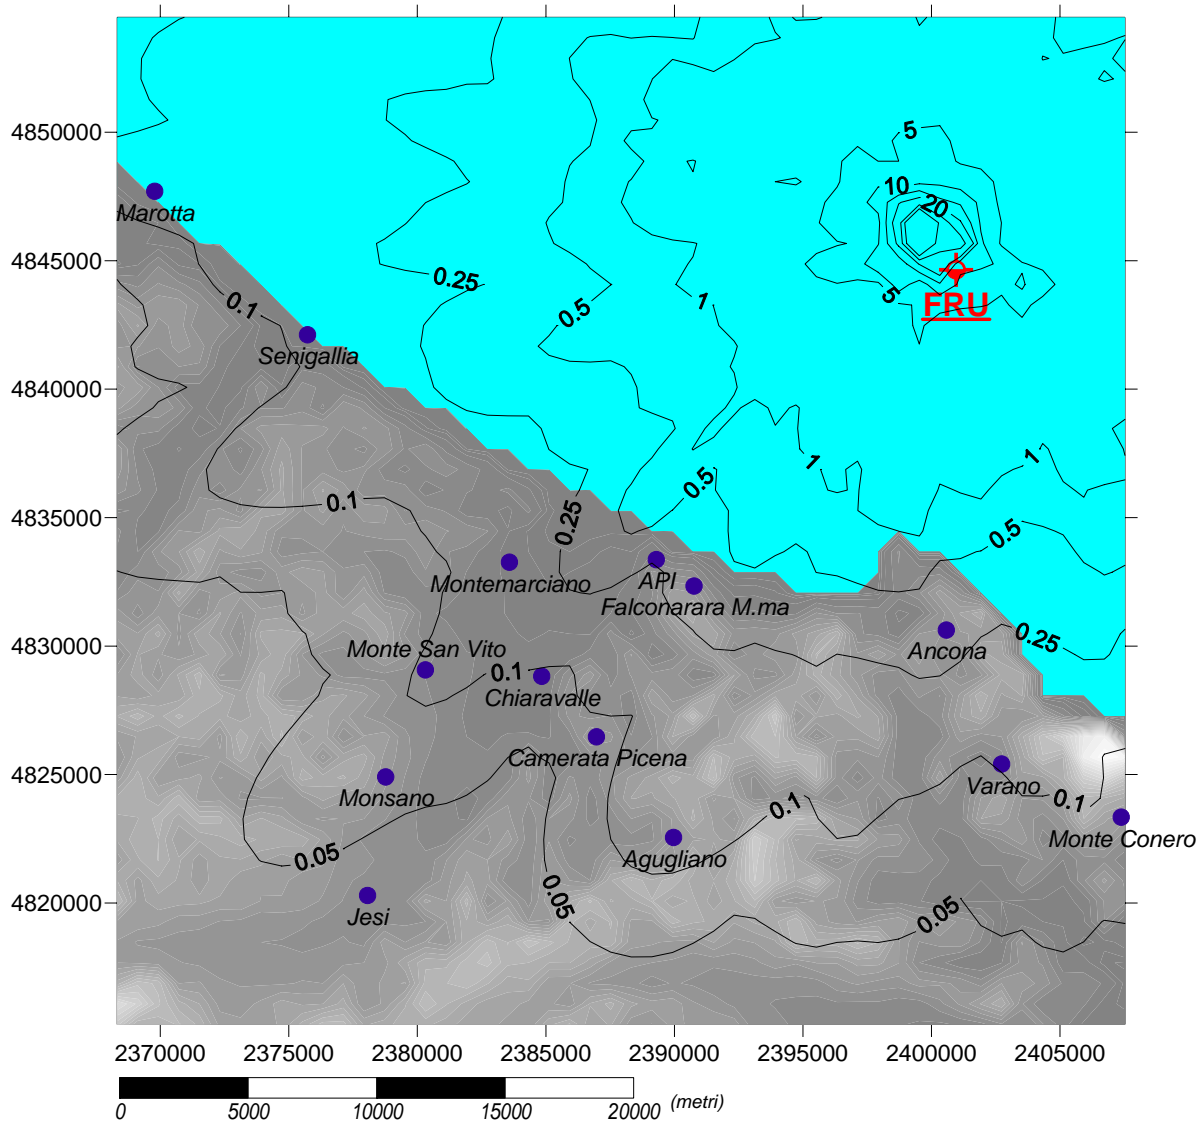 5
4850000
10
Marotta
20
4845000
0.25
0.1
1
5
FRU
0.5
Senigallia
4840000
1
1
0.5
0.1
4835000
0.25
0.5
Montemarciano
API
Falconarara M.ma
4830000
Monte San Vito
Ancona
0.25
0.1
Chiaravalle
Camerata Picena
4825000
Monsano
Varano
0.1
0.1
Monte Conero
0.05
Agugliano
4820000
Jesi
0.05
0.05
2370000 2375000 2380000 2385000 2390000 2395000 2400000 2405000
0 5000 10000 15000 20000 (metri)